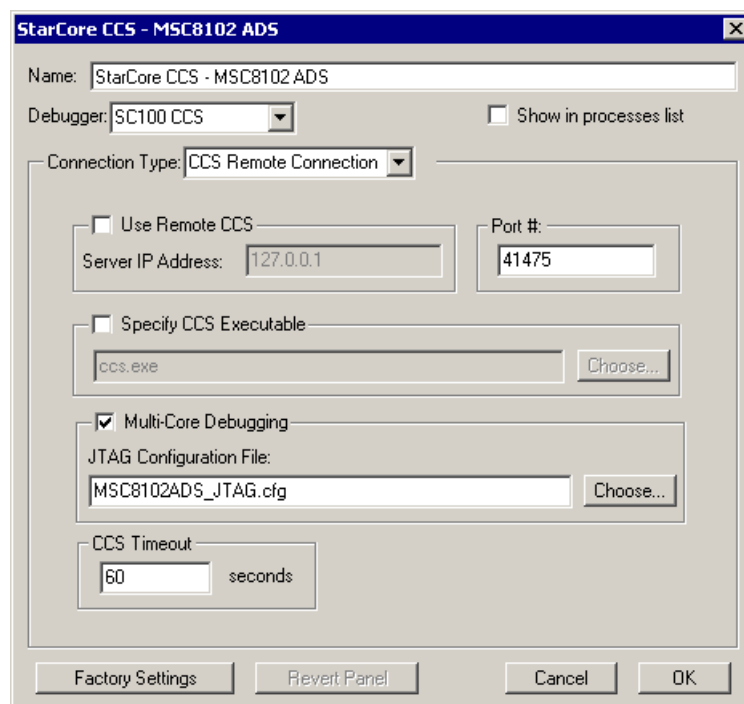 StarCore CCS - MSC8102 ADS
Name: StarCore CCS - MSC8102 ADS
Debugger: SC100 CCS Show in processes list
Connection Type: CCS Remote Connection
Use Remote CCS Port #:
Server IP Address: 127.0.0.1 41475
Specify CCS Executable
ccs.exe Choose...
Multi-Core Debugging
JTAG Configuration File:
MSC8102ADS_JTAG.cfg Choose...
CCS Timeout
60 seconds
Factory Settings Revert Panel Cancel OK